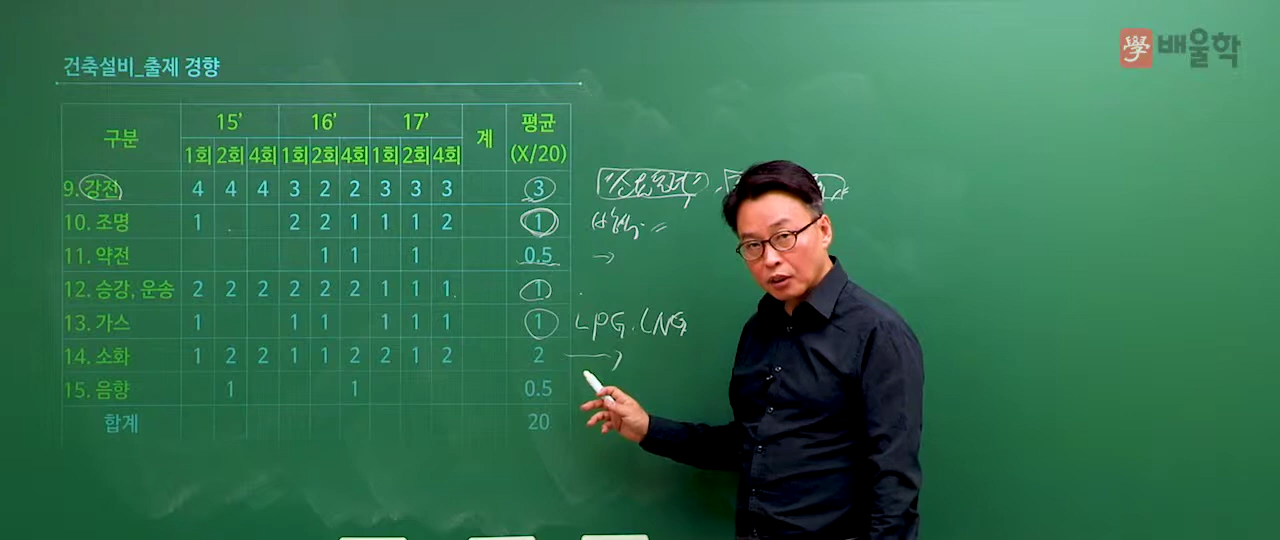 學 배울학
건축설비_출제 경향
구분 15' 16' 17' 계 평균 (X/20)
1회 2회 4회 1회 2회 4회 1회 2회 4회
9. 강전 4 4 4 3 2 2 3 3 3 3
10. 조명 1 2 2 1 1 1 2 1
11. 약전 1 1 1 0.5
12. 승강, 운송 2 2 2 2 2 2 1 1 1 1
13. 가스 1 1 1 1 1 1 1 LPG. LNG
14. 소화 1 2 2 1 1 2 2 1 2 2
15. 음향 1 1 0.5
합계 20